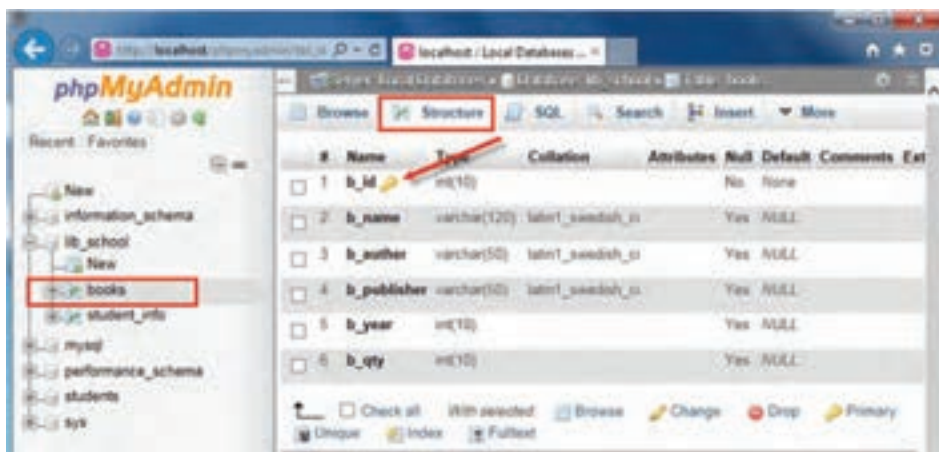 localhost / Local Databases...
phpMyAdmin
Recent Favorites
New
information_schema
lib_school
New
books
student_info
mysql
performance_schema
students
sys
Browse Structure SQL Search Insert More
# Name Type Collation Attributes Null Default Comments Ext
1 b_id int(10) No None
2 b_name varchar(120) latin1_swedish_ci Yes NULL
3 b_auther varchar(50) latin1_swedish_ci Yes NULL
4 b_publisher varchar(50) latin1_swedish_ci Yes NULL
5 b_year int(10) Yes NULL
6 b_qty int(10) Yes NULL
Check all With selected Browse Change Drop Primary
Unique Index Fulltext